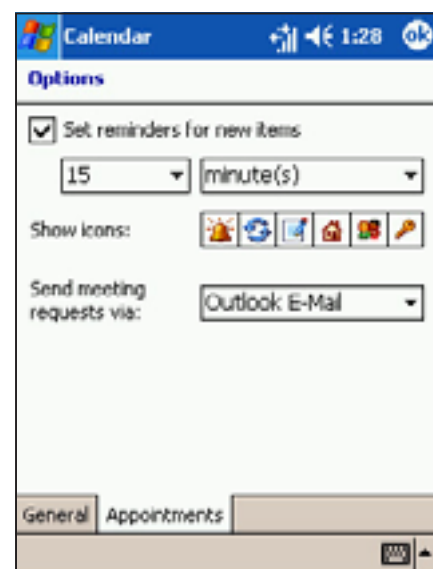 Calendar 1:28 ok
Options
Set reminders for new items
15 minute(s)
Show icons:
Send meeting
requests via:
Outlook E-Mail
General Appointments